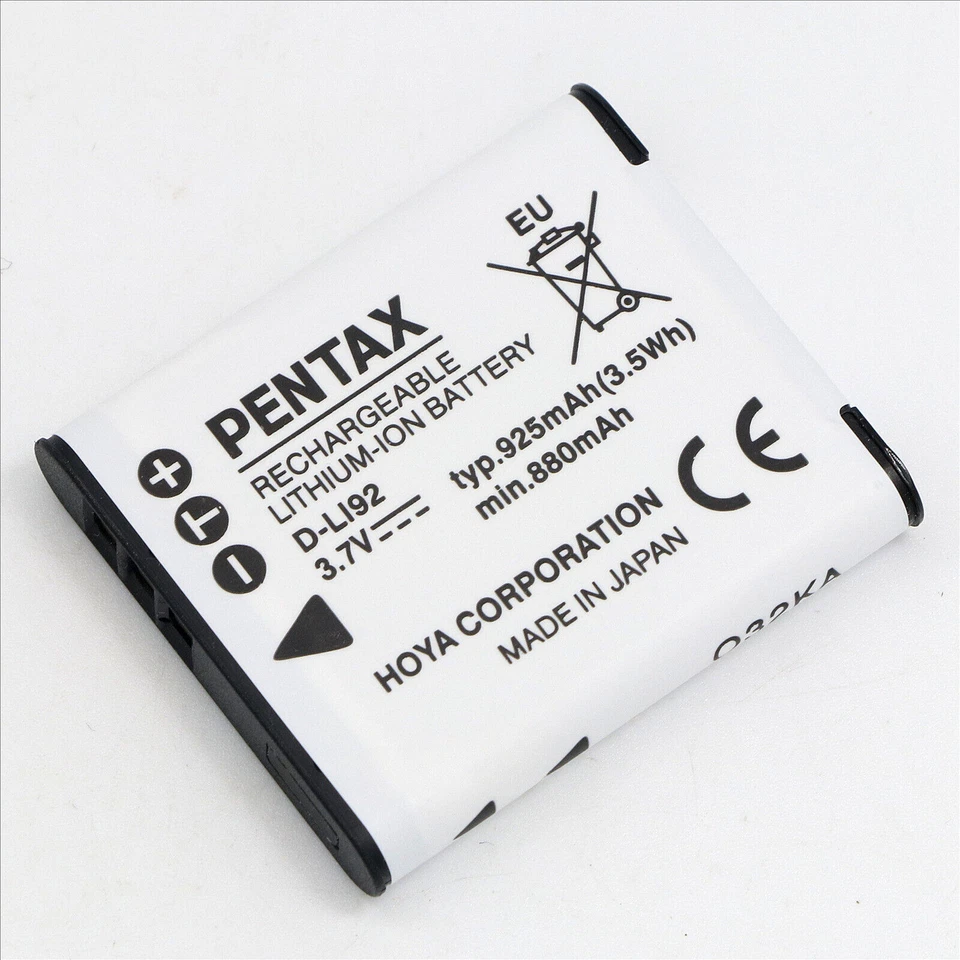 EU
PENTAX
RECHARGEABLE
LITHIUM-ION BATTERY
D-LI92
3.7V
typ.925mAh(3.5Wh)
min.880mAh
+
T
−
CE
HOYA CORPORATION
MADE IN JAPAN